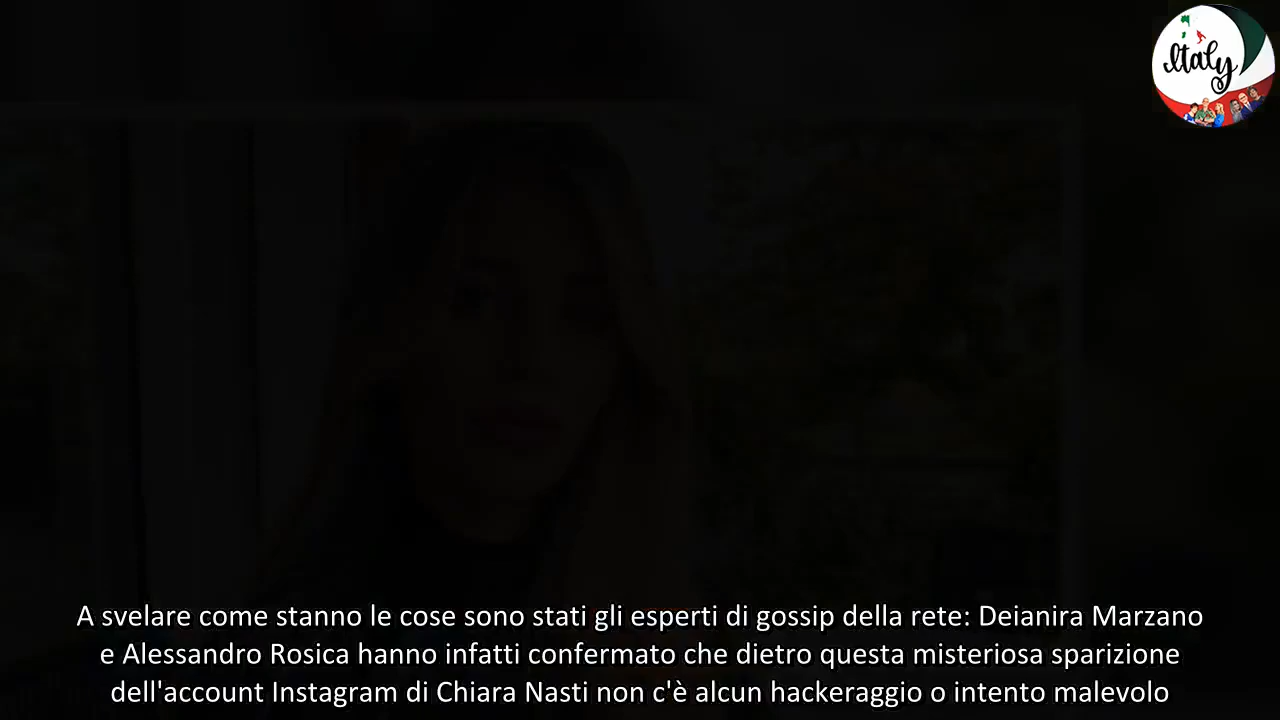 Italy
A svelare come stanno le cose sono stati gli esperti di gossip della rete: Deianira Marzano
e Alessandro Rosica hanno infatti confermato che dietro questa misteriosa sparizione
dell'account Instagram di Chiara Nasti non c'è alcun hackeraggio o intento malevolo